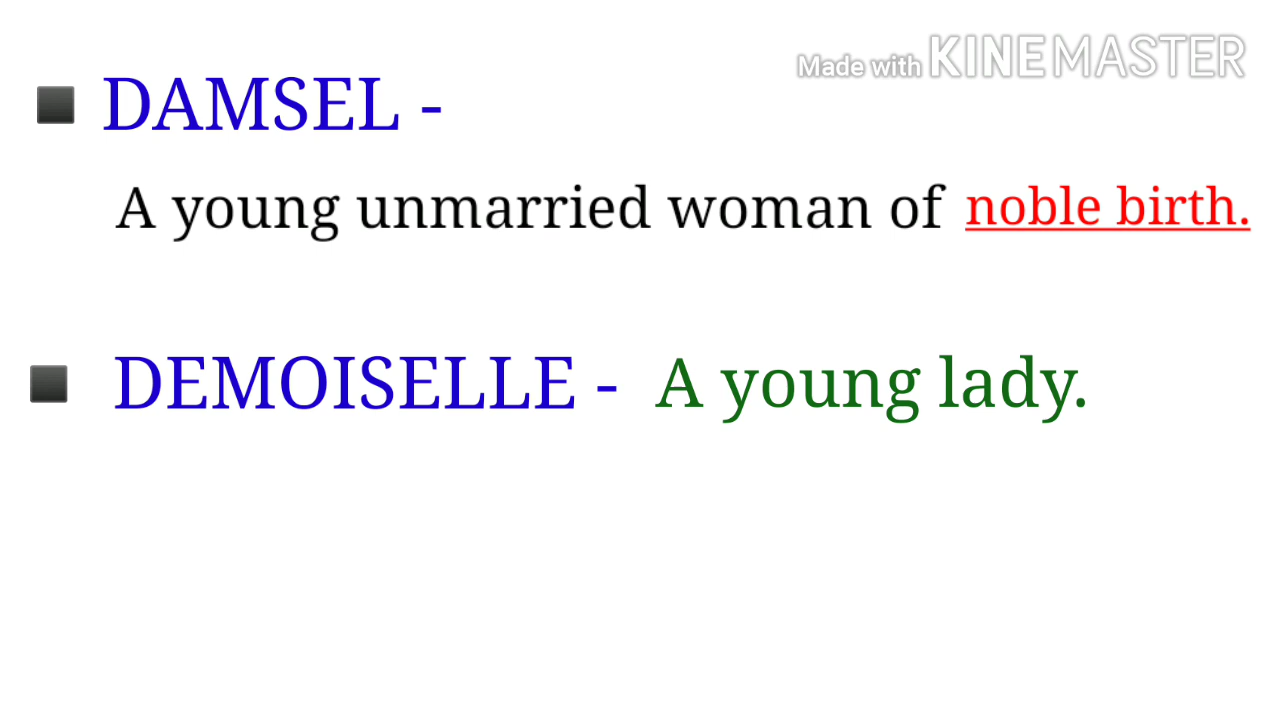 Made with KINEMASTER
DAMSEL -
A young unmarried woman of noble birth.
DEMOISELLE - A young lady.